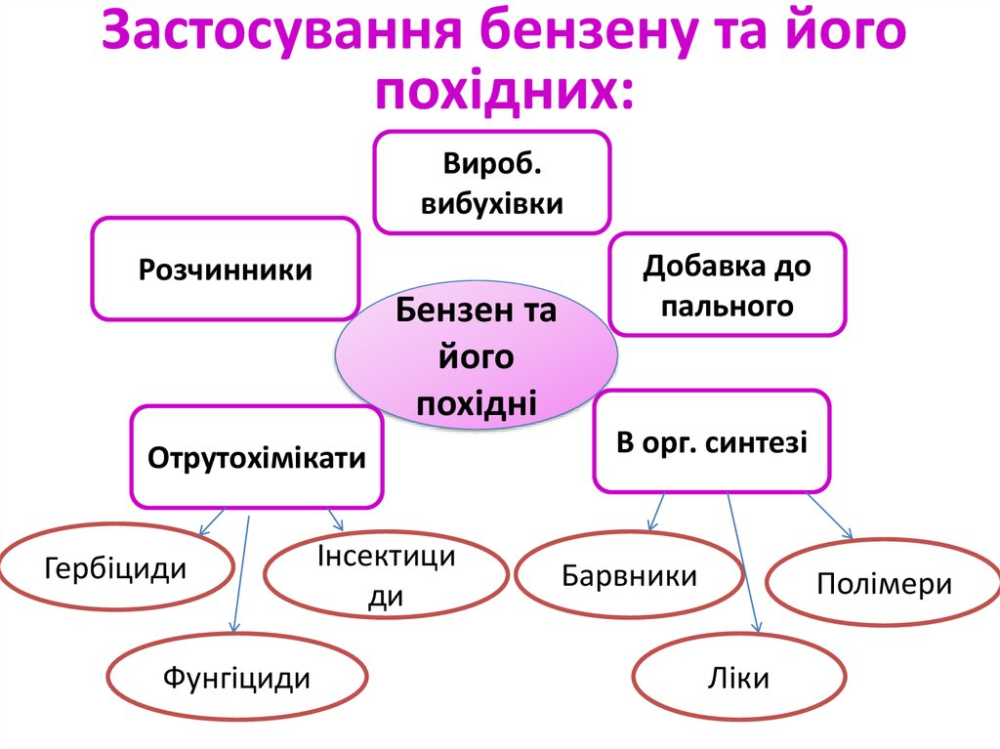 Застосування бензену та його
похідних:
Вироб.
вибухівки
Розчинники
Добавка до
пального
Бензен та
його
похідні
Отрутохімікати
В орг. синтезі
Гербіциди
Інсектици
ди
Барвники
Полімери
Фунгіциди
Ліки